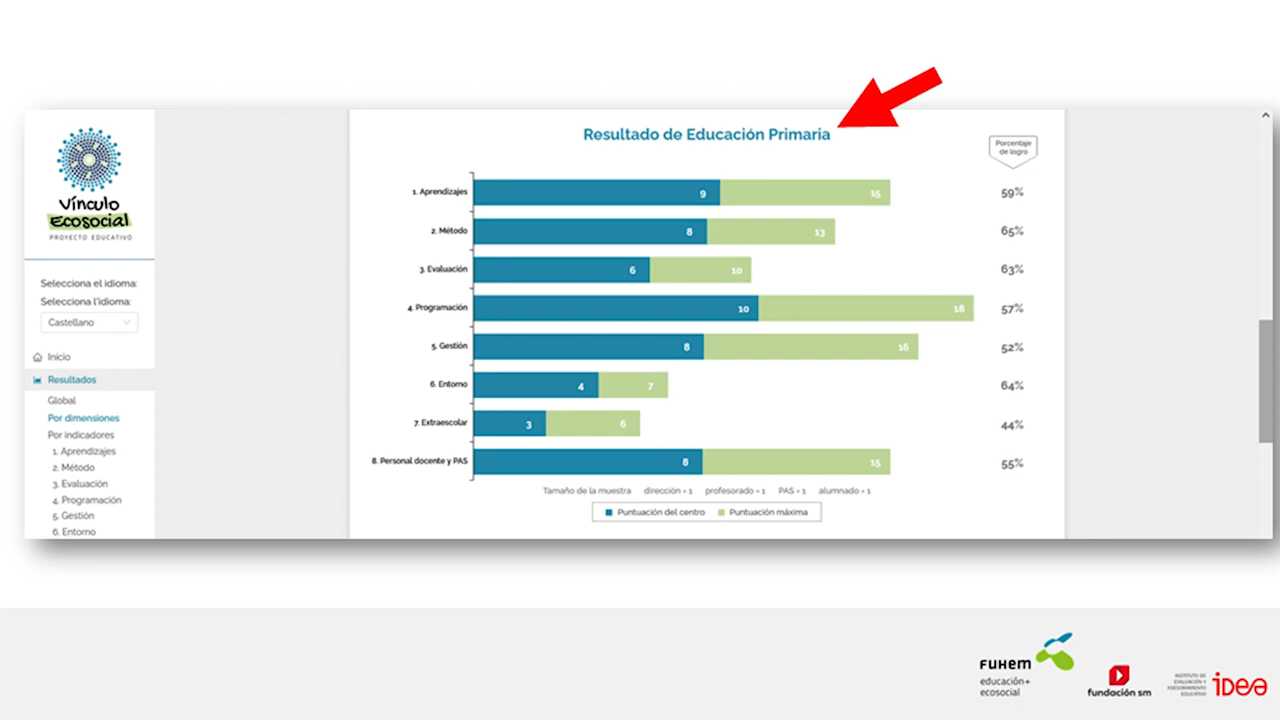 Vínculo
Ecosocial
PROYECTO EDUCATIVO
Selecciona el idioma:
Selecciona l'idioma:
Castellano
Inicio
Resultados
Global
Por dimensiones
Por indicadores
1. Aprendizajes
2. Método
3. Evaluación
4. Programación
5. Gestión
6. Entorno
Resultado de Educación Primaria
Porcentaje
de logro
1. Aprendizajes 9 15 59%
2. Método 8 13 65%
3. Evaluación 6 10 63%
4. Programación 10 18 57%
5. Gestión 8 16 52%
6. Entorno 4 7 64%
7. Extraescolar 3 6 44%
8. Personal docente y PAS 8 15 55%
Tamaño de la muestra dirección = 1 profesorado = 1 PAS = 1 alumnado = 1
Puntuación del centro Puntuación máxima
FUHEM
educación+
ecosocial
fundación sm
INSTITUTO DE
EVALUACIÓN Y
ASESORAMIENTO
EDUCATIVO
idea